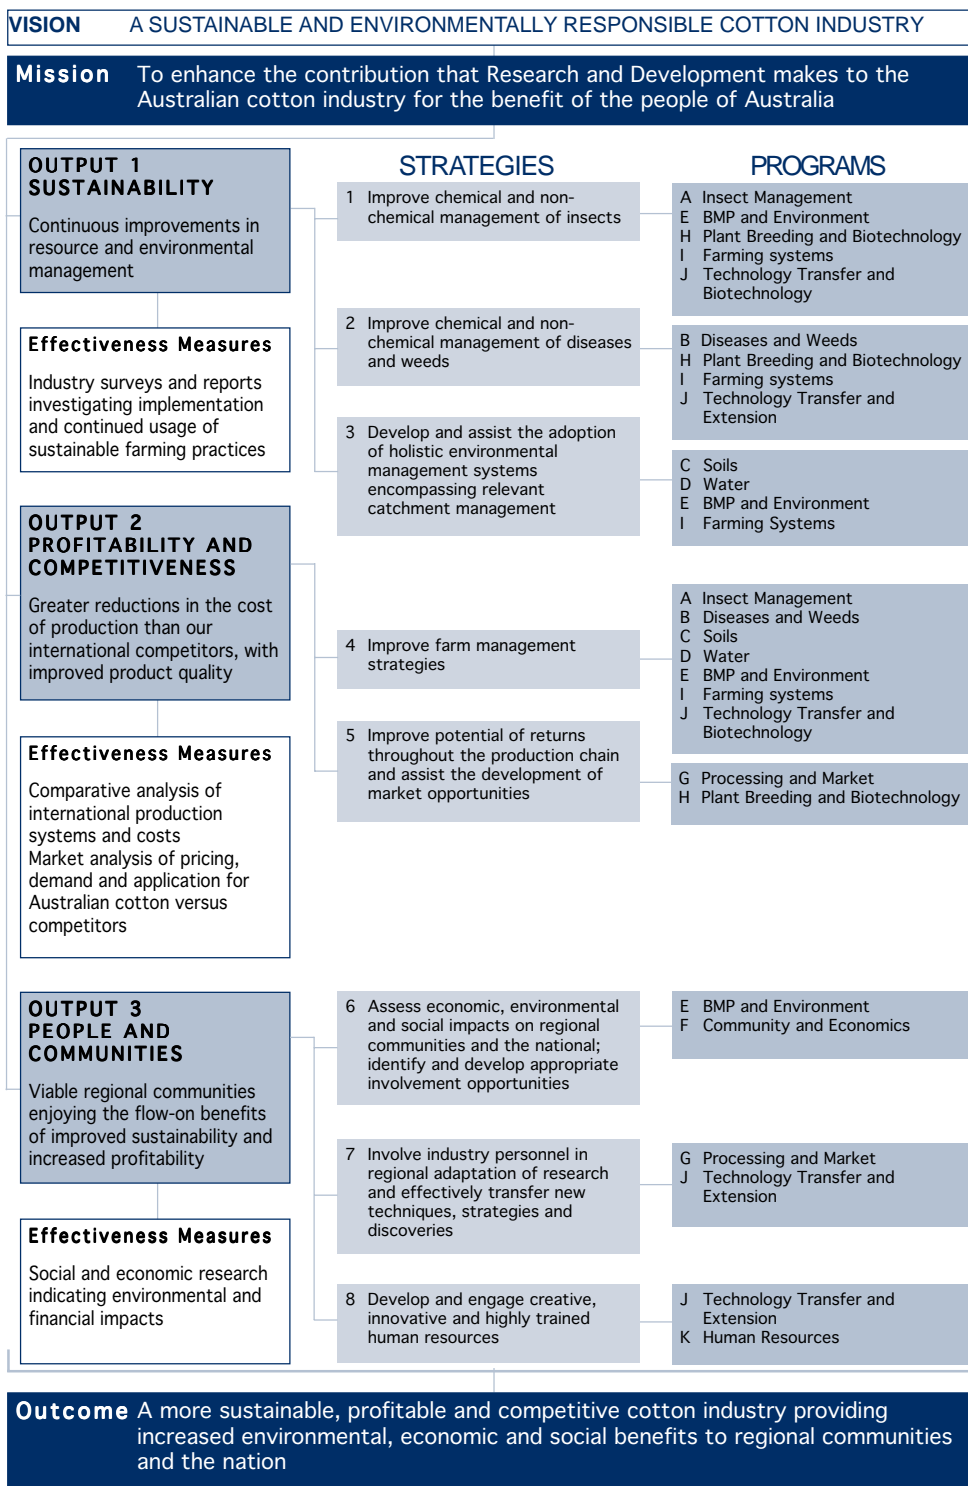 VISION A SUSTAINABLE AND ENVIRONMENTALLY RESPONSIBLE COTTON INDUSTRY
Mission To enhance the contribution that Research and Development makes to the
Australian cotton industry for the benefit of the people of Australia
OUTPUT 1
SUSTAINABILITY
Continuous improvements in
resource and environmental
management
Effectiveness Measures
Industry surveys and reports
investigating implementation
and continued usage of
sustainable farming practices
OUTPUT 2
PROFITABILITY AND
COMPETITIVENESS
Greater reductions in the cost
of production than our
international competitors, with
improved product quality
Effectiveness Measures
Comparative analysis of
international production
systems and costs
Market analysis of pricing,
demand and application for
Australian cotton versus
competitors
OUTPUT 3
PEOPLE AND
COMMUNITIES
Viable regional communities
enjoying the flow-on benefits
of improved sustainability and
increased profitability
Effectiveness Measures
Social and economic research
indicating environmental and
financial impacts
STRATEGIES
1 Improve chemical and non-
chemical management of insects
2 Improve chemical and non-
chemical management of diseases
and weeds
3 Develop and assist the adoption
of holistic environmental
management systems
encompassing relevant
catchment management
4 Improve farm management
strategies
5 Improve potential of returns
throughout the production chain
and assist the development of
market opportunities
6 Assess economic, environmental
and social impacts on regional
communities and the national;
identify and develop appropriate
involvement opportunities
7 Involve industry personnel in
regional adaptation of research
and effectively transfer new
techniques, strategies and
discoveries
8 Develop and engage creative,
innovative and highly trained
human resources
PROGRAMS
A Insect Management
E BMP and Environment
H Plant Breeding and Biotechnology
I Farming systems
J Technology Transfer and
Biotechnology
B Diseases and Weeds
H Plant Breeding and Biotechnology
I Farming systems
J Technology Transfer and
Extension
C Soils
D Water
E BMP and Environment
I Farming Systems
A Insect Management
B Diseases and Weeds
C Soils
D Water
E BMP and Environment
I Farming systems
J Technology Transfer and
Biotechnology
G Processing and Market
H Plant Breeding and Biotechnology
E BMP and Environment
F Community and Economics
G Processing and Market
J Technology Transfer and
Extension
J Technology Transfer and
Extension
K Human Resources
Outcome A more sustainable, profitable and competitive cotton industry providing
increased environmental, economic and social benefits to regional communities
and the nation